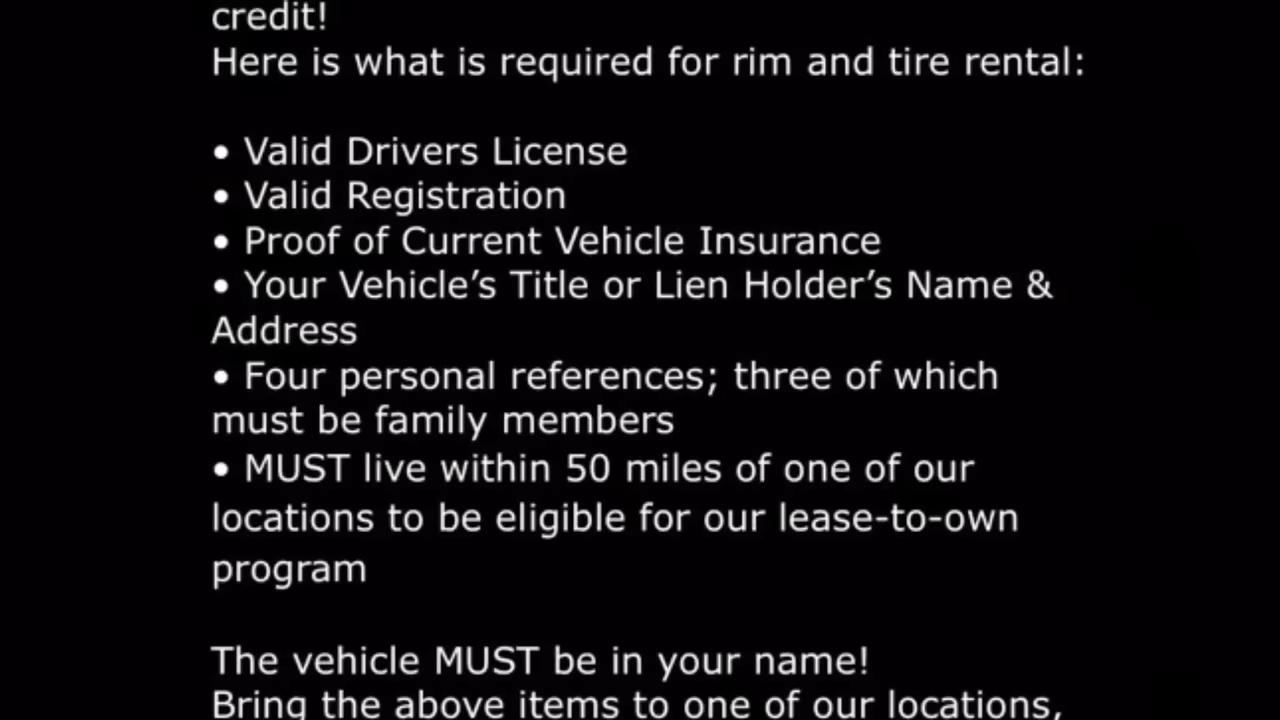 credit!
Here is what is required for rim and tire rental:
• Valid Drivers License
• Valid Registration
• Proof of Current Vehicle Insurance
• Your Vehicle’s Title or Lien Holder’s Name &
Address
• Four personal references; three of which
must be family members
• MUST live within 50 miles of one of our
locations to be eligible for our lease-to-own
program
The vehicle MUST be in your name!
Bring the above items to one of our locations,